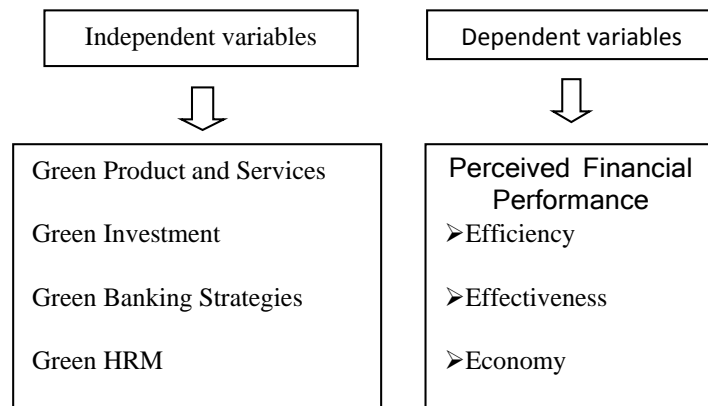 Independent variables
Dependent variables
Green Product and Services
Green Investment
Green Banking Strategies
Green HRM
Perceived Financial
Performance
➢Efficiency
➢Effectiveness
➢Economy